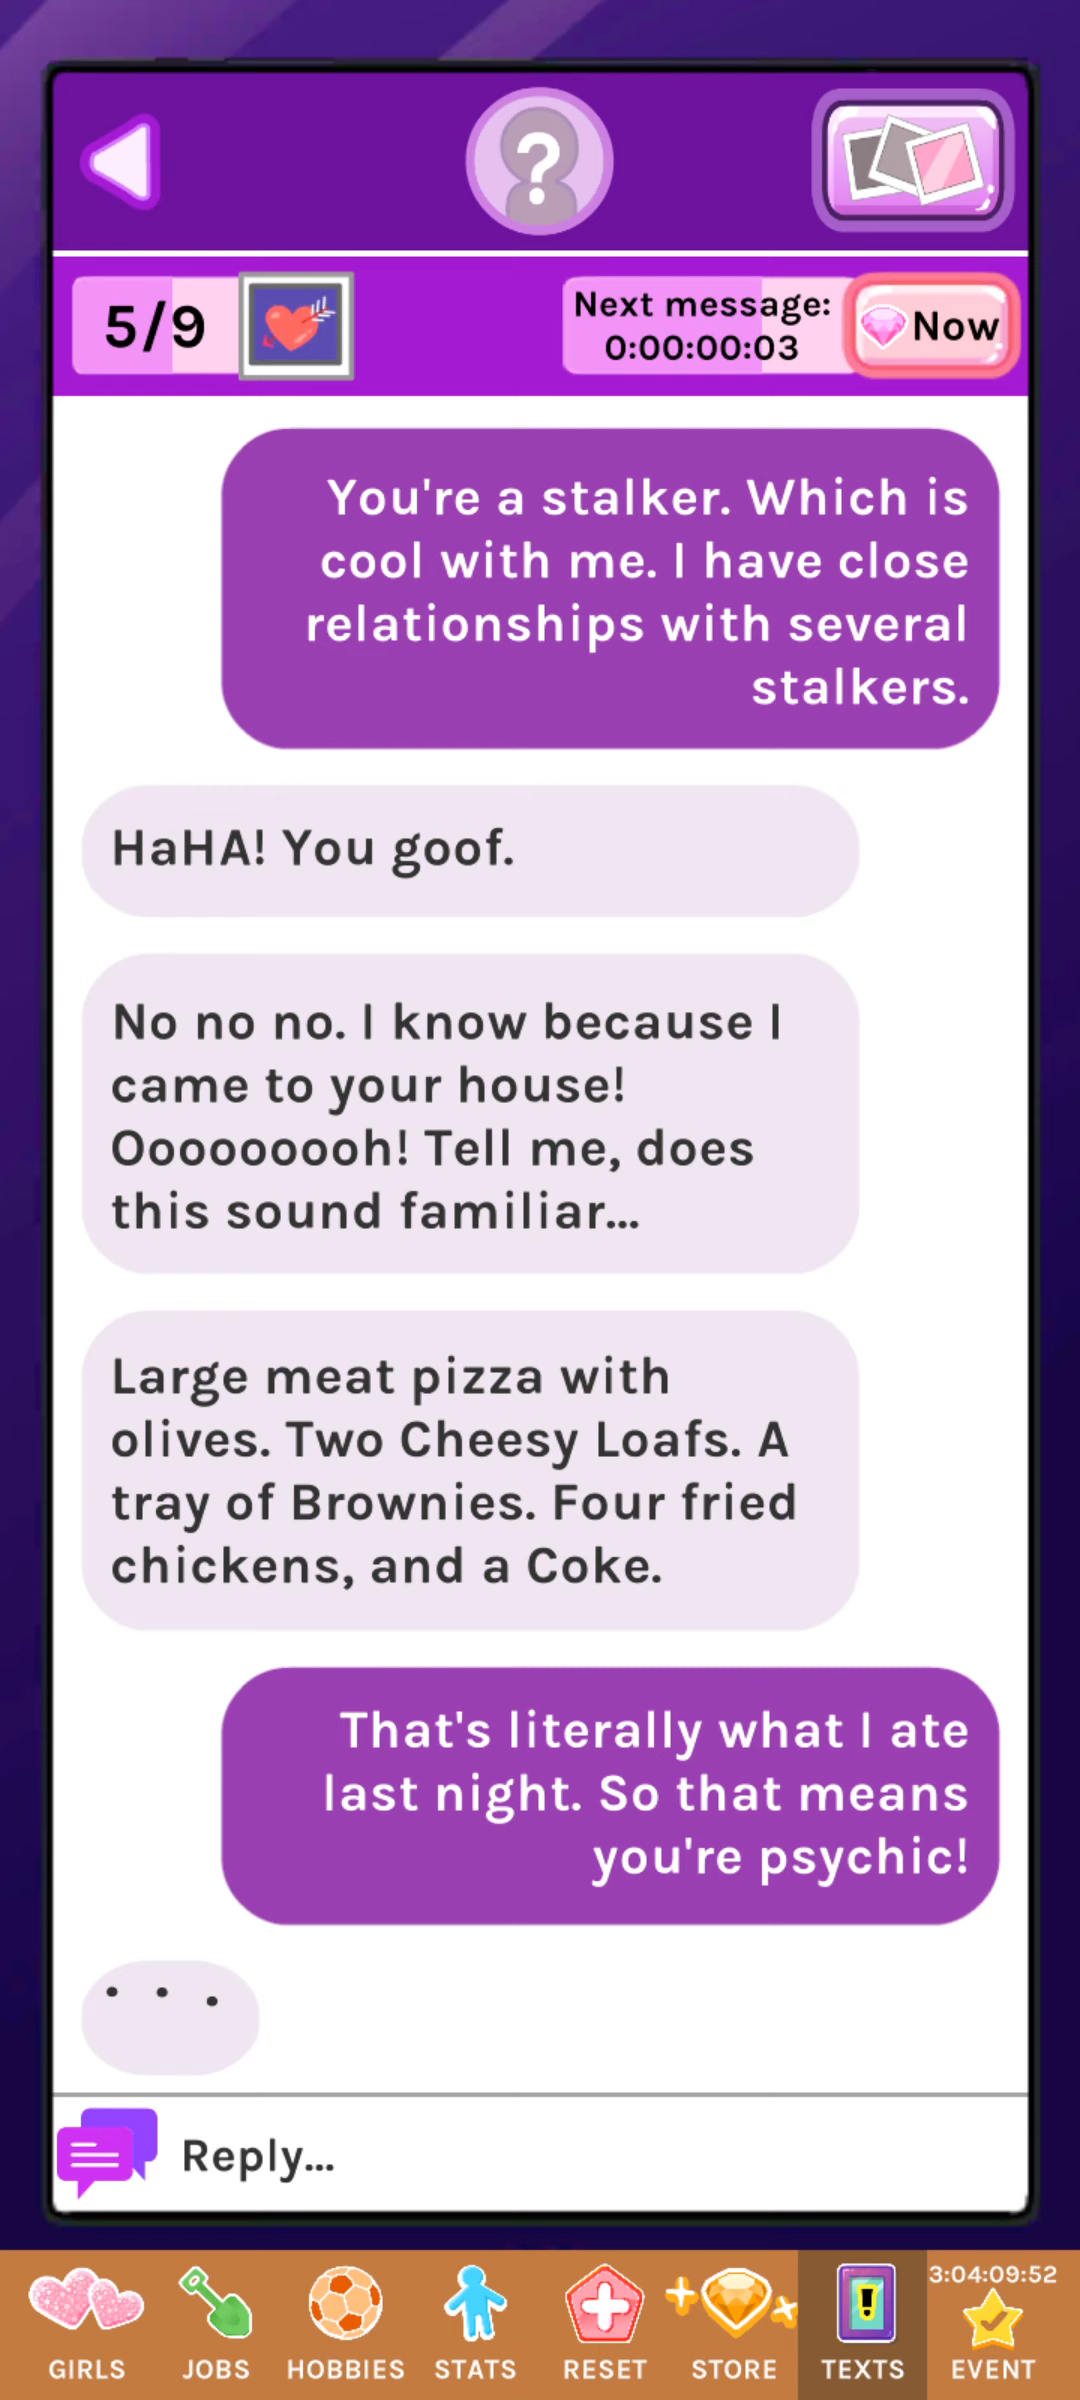 ?
5/9
Next message:
0:00:00:03
Now
You're a stalker. Which is
cool with me. I have close
relationships with several
stalkers.
HaHA! You goof.
No no no. I know because I
came to your house!
Ooooooooh! Tell me, does
this sound familiar...
Large meat pizza with
olives. Two Cheesy Loafs. A
tray of Brownies. Four fried
chickens, and a Coke.
That's literally what I ate
last night. So that means
you're psychic!
. . .
Reply...
3:04:09:52
GIRLS JOBS HOBBIES STATS RESET STORE TEXTS EVENT